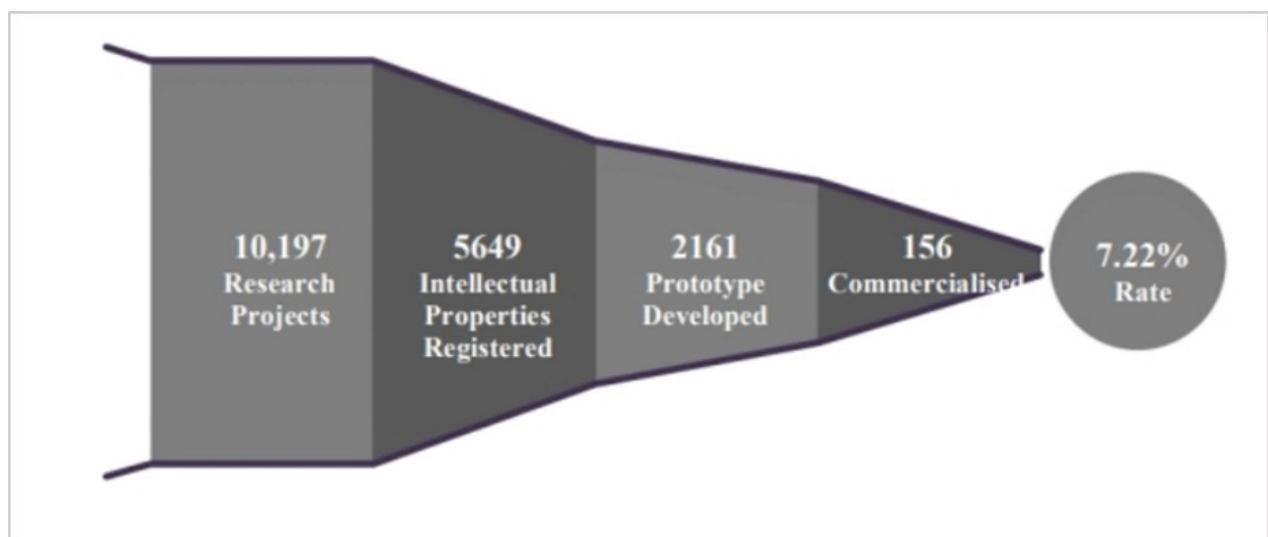 10,197
Research
Projects
5649
Intellectual
Properties
Registered
2161
Prototype
Developed
156
Commercialised
7.22%
Rate